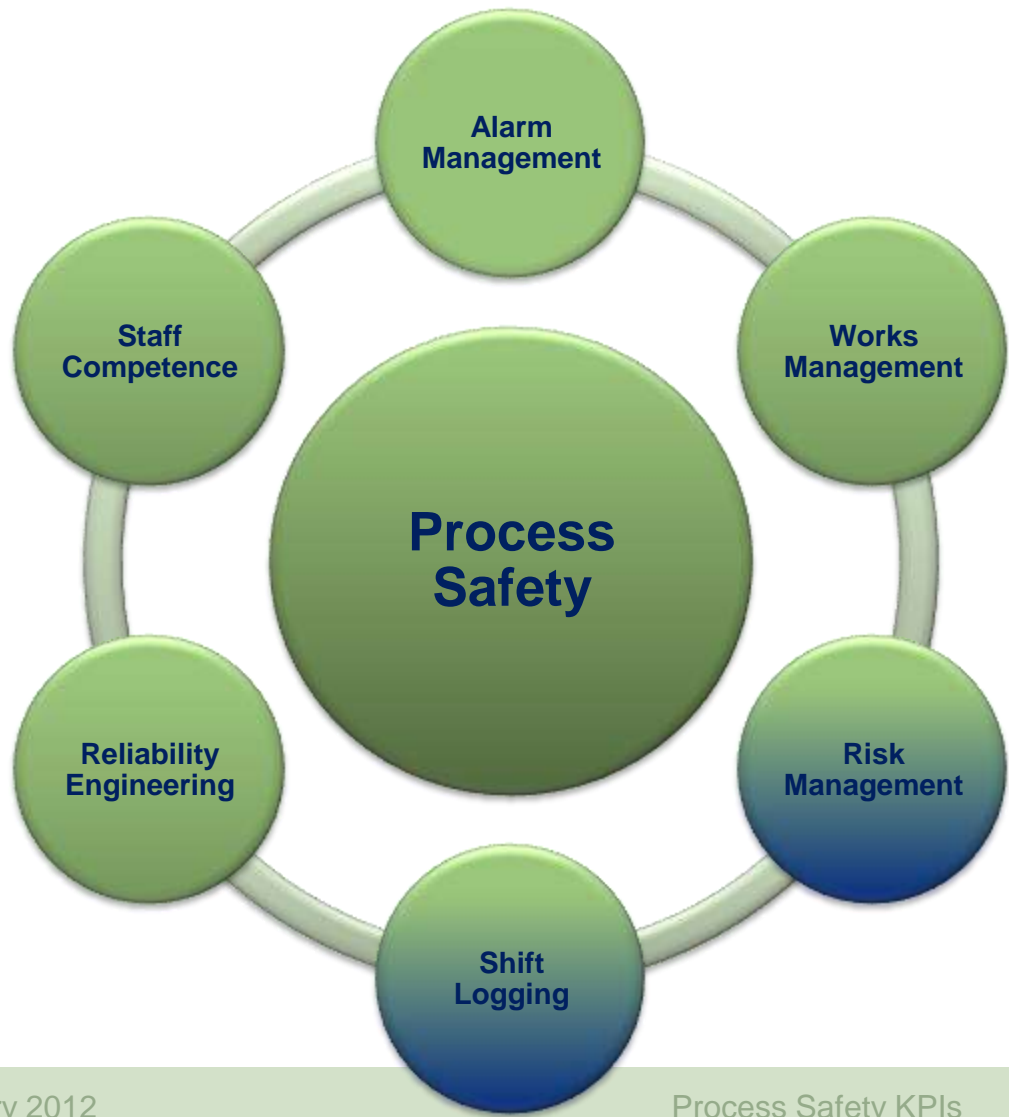 Alarm
Management
Staff
Competence
Works
Management
Process
Safety
Reliability
Engineering
Risk
Management
Shift
Logging
2012
Process Safety KPIs